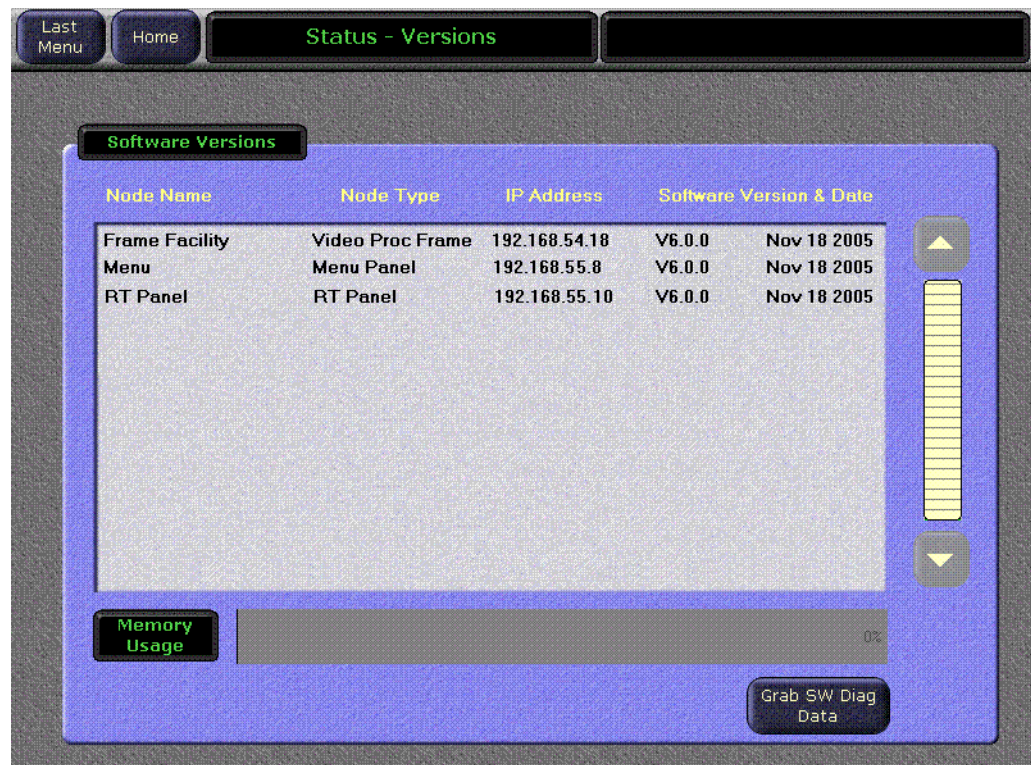 Last Menu
Home
Status - Versions
Software Versions
Node Name Node Type IP Address Software Version & Date
Frame Facility Video Proc Frame 192.168.54.18 V6.0.0 Nov 18 2005
Menu Menu Panel 192.168.55.8 V6.0.0 Nov 18 2005
RT Panel RT Panel 192.168.55.10 V6.0.0 Nov 18 2005
Memory
Usage
0%
Grab SW Diag
Data